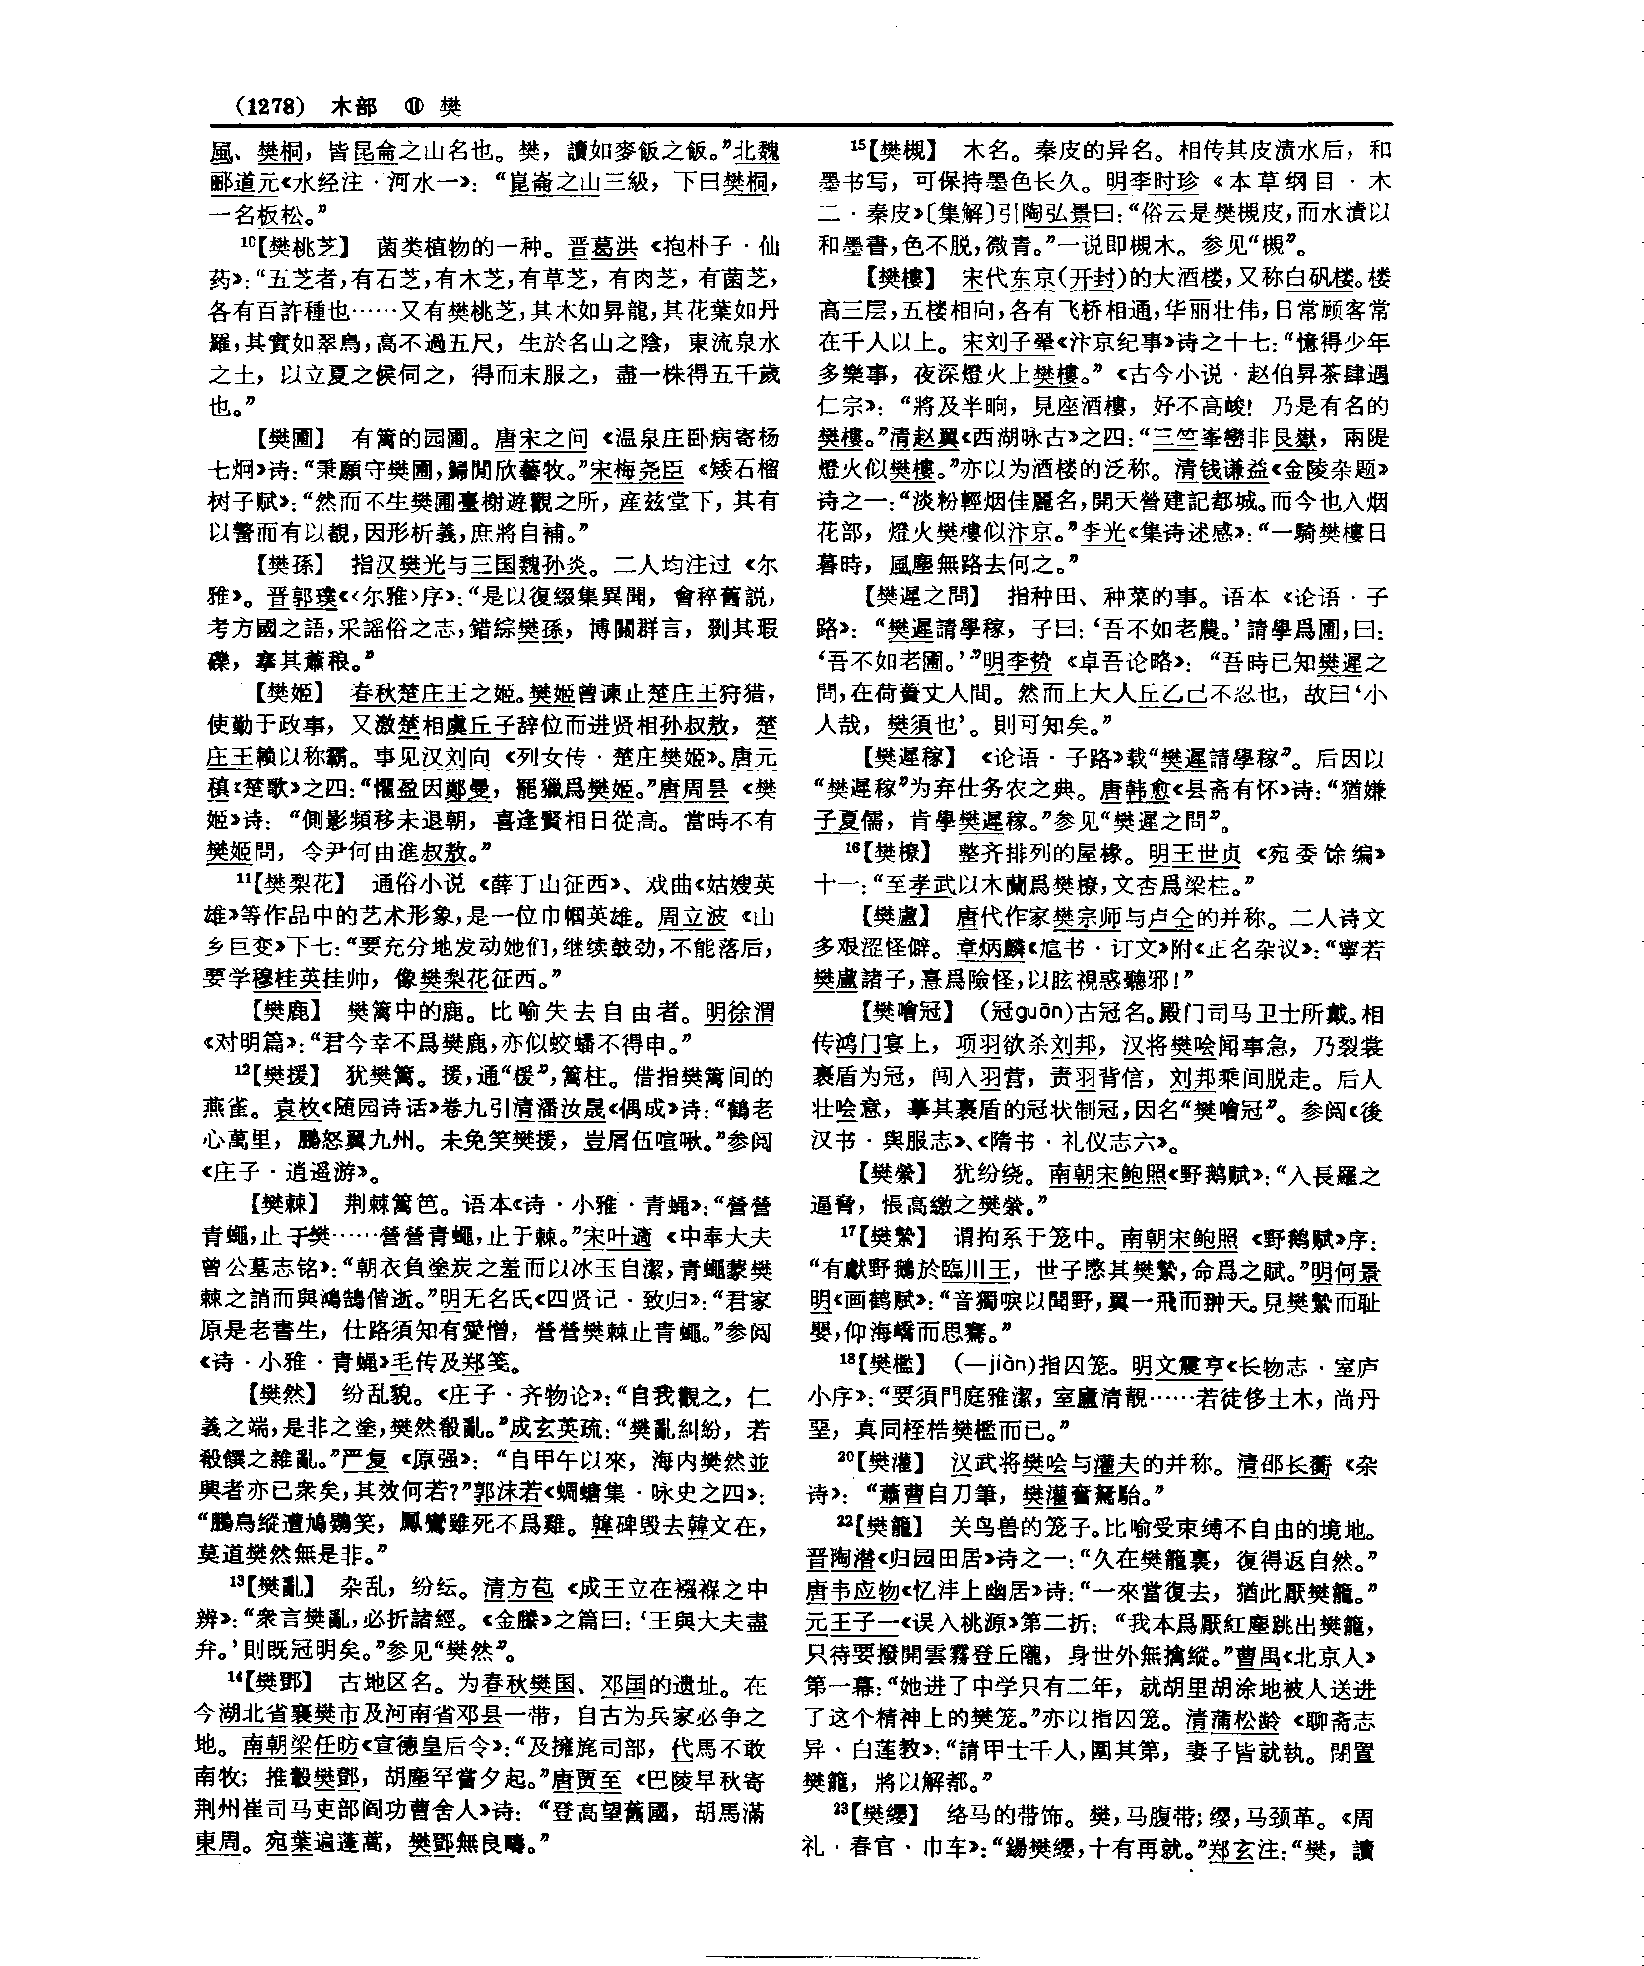 (1278) 木部 ⑪ 樊
風、樊桐，皆昆侖之山名也。樊，讀如麥飯之飯。”北魏
郦道元《水经注·河水一》：“崑崙之山三級，下曰樊桐，
一名板松。”
¹⁰【樊桃芝】 菌类植物的一种。晋葛洪《抱朴子·仙
药》：“五芝者，有石芝，有木芝，有草芝，有肉芝，有菌芝，
各有百許種也……又有樊桃芝，其木如昇龍，其花葉如丹
羅，其實如翠鳥，高不過五尺，生於名山之陰，東流泉水
之土，以立夏之候伺之，得而末服之，盡一株得五千歲
也。”
【樊圃】 有篱的园圃。唐宋之问《温泉庄卧病寄杨
七炯》诗：“秉願守樊圃，歸閒欣藝牧。”宋梅尧臣《矮石榴
树子赋》：“然而不生樊圃臺榭遊觀之所，産兹堂下，其有
以警而有以覩，因形析義，庶將自補。”
【樊孫】 指汉樊光与三国魏孙炎。二人均注过《尔
雅》。晋郭璞《〈尔雅〉序》：“是以復綴集異聞，會稡舊説，
考方國之語，采謡俗之志，錯綜樊孫，博關群言，剟其瑕
礫，搴其蕭稂。”
【樊姬】 春秋楚庄王之姬。樊姬曾谏止楚庄王狩猎，
使勤于政事，又激楚相虞丘子辞位而进贤相孙叔敖，楚
庄王赖以称霸。事见汉刘向《列女传·楚庄樊姬》。唐元
稹《楚歌》之四：“懼盈因鄧曼，罷獵爲樊姬。”唐周昙《樊
姬》诗：“側影頻移未退朝，喜逢賢相日從高。當時不有
樊姬問，令尹何由進叔敖。”
¹¹【樊梨花】 通俗小说《薛丁山征西》、戏曲《姑嫂英
雄》等作品中的艺术形象，是一位巾帼英雄。周立波《山
乡巨变》下七：“要充分地发动她们，继续鼓劲，不能落后，
要学穆桂英挂帅，像樊梨花征西。”
【樊鹿】 樊篱中的鹿。比喻失去自由者。明徐渭
《对明篇》：“君今幸不爲樊鹿，亦似蛟蟠不得申。”
¹²【樊援】 犹樊篱。援，通“楥”，篱柱。借指樊篱间的
燕雀。袁枚《随园诗话》卷九引清潘汝晟《偶成》诗：“鶴老
心萬里，鵬怒翼九州。未免笑樊援，豈屑伍喧啾。”参阅
《庄子·逍遥游》。
【樊棘】 荆棘篱笆。语本《诗·小雅·青蝇》：“營營
青蠅，止于樊……營營青蠅，止于棘。”宋叶適《中奉大夫
曾公墓志铭》：“朝衣負塗炭之羞而以冰玉自潔，青蠅蒙樊
棘之誚而與鴻鵠偕逝。”明无名氏《四贤记·致归》：“君家
原是老書生，仕路須知有愛憎，營營樊棘止青蠅。”参阅
《诗·小雅·青蝇》毛传及郑笺。
【樊然】 纷乱貌。《庄子·齐物论》：“自我觀之，仁
義之端，是非之塗，樊然殽亂。”成玄英疏：“樊亂糾紛，若
殽饌之雜亂。”严复《原强》：“自甲午以來，海内樊然並
興者亦已衆矣，其效何若？”郭沫若《蜩螗集·咏史之四》：
“鵬鳥縱遭鳩鷃笑，鳳鸞雖死不爲雞。韓碑毁去韓文在，
莫道樊然無是非。”
¹³【樊亂】 杂乱，纷纭。清方苞《成王立在襁褓之中
辨》：“衆言樊亂，必折諸經。《金縢》之篇曰：‘王與大夫盡
弁。’則既冠明矣。”参见“樊然”。
¹⁴【樊鄧】 古地区名。为春秋樊国、邓国的遗址。在
今湖北省襄樊市及河南省邓县一带，自古为兵家必争之
地。南朝梁任昉《宣德皇后令》：“及擁旄司部，代馬不敢
南牧；推轂樊鄧，胡塵罕嘗夕起。”唐贾至《巴陵早秋寄
荆州崔司马吏部阎功曹舍人》诗：“登高望舊國，胡馬滿
東周。宛葉遍蓬蒿，樊鄧無良疇。”
¹⁵【樊槻】 木名。秦皮的异名。相传其皮渍水后，和
墨书写，可保持墨色长久。明李时珍《本草纲目·木
二·秦皮》〔集解〕引陶弘景曰：“俗云是樊槻皮，而水漬以
和墨書，色不脱，微青。”一说即槻木。参见“槻”。
【樊樓】 宋代东京(开封)的大酒楼，又称白矾楼。楼
高三层，五楼相向，各有飞桥相通，华丽壮伟，日常顾客常
在千人以上。宋刘子翚《汴京纪事》诗之十七：“憶得少年
多樂事，夜深燈火上樊樓。”《古今小说·赵伯昇茶肆遇
仁宗》：“將及半晌，見座酒樓，好不高峻！乃是有名的
樊樓。”清赵翼《西湖咏古》之四：“三竺峯巒非艮嶽，兩隄
燈火似樊樓。”亦以为酒楼的泛称。清钱谦益《金陵杂题》
诗之一：“淡粉輕烟佳麗名，開天營建記都城。而今也入烟
花部，燈火樊樓似汴京。”李光《集诗述感》：“一騎樊樓日
暮時，風塵無路去何之。”
【樊遲之問】 指种田、种菜的事。语本《论语·子
路》：“樊遲請學稼，子曰：‘吾不如老農。’請學爲圃，曰：
‘吾不如老圃。’”明李贽《卓吾论略》：“吾時已知樊遲之
問，在荷蕢丈人間。然而上大人丘乙己不忍也，故曰‘小
人哉，樊須也’。則可知矣。”
【樊遲稼】 《论语·子路》载“樊遲請學稼”。后因以
“樊遲稼”为弃仕务农之典。唐韩愈《县斋有怀》诗：“猶嫌
子夏儒，肯學樊遲稼。”参见“樊遲之問”。
¹⁶【樊橑】 整齐排列的屋椽。明王世贞《宛委馀编》
十一：“至孝武以木蘭爲樊橑，文杏爲梁柱。”
【樊盧】 唐代作家樊宗师与卢仝的并称。二人诗文
多艰涩怪僻。章炳麟《訄书·订文》附《正名杂议》：“寧若
樊盧諸子，憙爲險怪，以眩視惑聽邪！”
【樊噲冠】 (冠guān)古冠名。殿门司马卫士所戴。相
传鸿门宴上，项羽欲杀刘邦，汉将樊哙闻事急，乃裂裳
裹盾为冠，闯入羽营，责羽背信，刘邦乘间脱走。后人
壮哙意，摹其裹盾的冠状制冠，因名“樊噲冠”。参阅《後
汉书·舆服志》、《隋书·礼仪志六》。
【樊縈】 犹纷绕。南朝宋鲍照《野鹅赋》：“入長羅之
逼脅，悵高繳之樊縈。”
¹⁷【樊縶】 谓拘系于笼中。南朝宋鲍照《野鹅赋》序：
“有獻野鵝於臨川王，世子愍其樊縶，命爲之賦。”明何景
明《画鹤赋》：“音獨唳以聞野，翼一飛而翀天。見樊縶而耻
嬰，仰海嶠而思騫。”
¹⁸【樊檻】 (—jiàn)指囚笼。明文震亨《长物志·室庐
小序》：“要須門庭雅潔，室廬清靚……若徒侈土木，尚丹
堊，真同桎梏樊檻而已。”
²⁰【樊灌】 汉武将樊哙与灌夫的并称。清邵长蘅《杂
诗》：“蕭曹自刀筆，樊灌奮駑駘。”
²²【樊籠】 关鸟兽的笼子。比喻受束缚不自由的境地。
晋陶潜《归园田居》诗之一：“久在樊籠裏，復得返自然。”
唐韦应物《忆沣上幽居》诗：“一來當復去，猶此厭樊籠。”
元王子一《误入桃源》第二折：“我本爲厭紅塵跳出樊籠，
只待要撥開雲霧登丘隴，身世外無擒縱。”曹禺《北京人》
第一幕：“她进了中学只有二年，就胡里胡涂地被人送进
了这个精神上的樊笼。”亦以指囚笼。清蒲松龄《聊斋志
异·白莲教》：“請甲士千人，圍其第，妻子皆就執。閉置
樊籠，將以解都。”
²³【樊纓】 络马的带饰。樊，马腹带；缨，马颈革。《周
礼·春官·巾车》：“鍚樊纓，十有再就。”郑玄注：“樊，讀